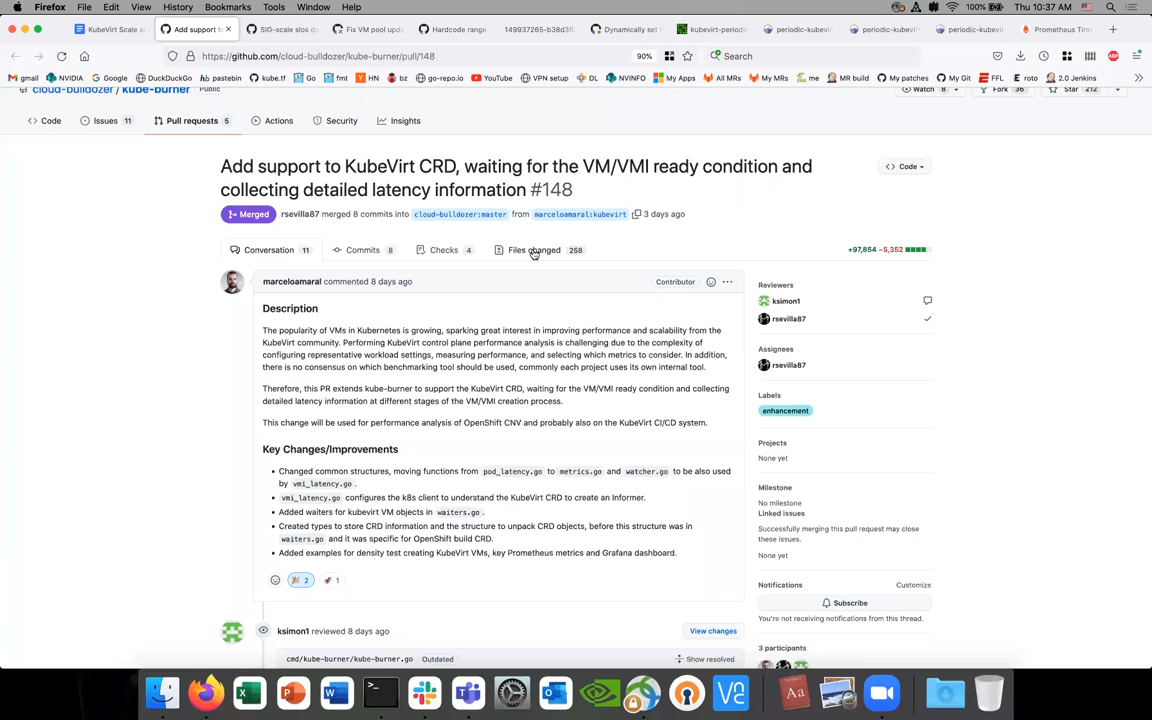 Firefox File Edit View History Bookmarks Tools Window Help 100% Thu 10:37 AM
KubeVirt Scale a Add support to SIG-scale slos do Fix VM pool upda Hardcode range 149937265-b38d38 Dynamically set kubevirt-periodic periodic-kubevir periodic-kubevir periodic-kubevir Prometheus Tim
https://github.com/cloud-bulldozer/kube-burner/pull/148 90% Search
gmail NVIDIA Google DuckDuckGo pastebin kube.tf Go fmt HN bz go-repo.io YouTube VPN setup DL NVINFO My Apps All MRs My MRs me MR build My patches My Git FFL roto 2.0 Jenkins
cloud-bulldozer / kube-burner Public Watch 8 Fork 36 Star 212
Code Issues 11 Pull requests 5 Actions Security Insights
Add support to KubeVirt CRD, waiting for the VM/VMI ready condition and
collecting detailed latency information #148
Code
Merged rsevilla87 merged 8 commits into cloud-bulldozer:master from marceloamaral:kubevirt 3 days ago
Conversation 11 Commits 8 Checks 4 Files changed 258 +97,854 −5,352
marceloamaral commented 8 days ago Contributor
Description
The popularity of VMs in Kubernetes is growing, sparking great interest in improving performance and scalability from the
KubeVirt community. Performing KubeVirt control plane performance analysis is challenging due to the complexity of
configuring representative workload settings, measuring performance, and selecting which metrics to consider. In addition,
there is no consensus on which benchmarking tool should be used, commonly each project uses its own internal tool.
Therefore, this PR extends kube-burner to support the KubeVirt CRD, waiting for the VM/VMI ready condition and collecting
detailed latency information at different stages of the VM/VMI creation process.
This change will be used for performance analysis of OpenShift CNV and probably also on the KubeVirt CI/CD system.
Key Changes/Improvements
• Changed common structures, moving functions from pod_latency.go to metrics.go and watcher.go to be also used
by vmi_latency.go .
• vmi_latency.go configures the k8s client to understand the KubeVirt CRD to create an Informer.
• Added waiters for kubevirt VM objects in waiters.go .
• Created types to store CRD information and the structure to unpack CRD objects, before this structure was in
waiters.go and it was specific for OpenShift build CRD.
• Added examples for density test creating KubeVirt VMs, key Prometheus metrics and Grafana dashboard.
2 1
ksimon1 reviewed 8 days ago View changes
cmd/kube-burner/kube-burner.go Outdated Show resolved
Reviewers
ksimon1
rsevilla87
Assignees
rsevilla87
Labels
enhancement
Projects
None yet
Milestone
No milestone
Linked issues
Successfully merging this pull request may close
these issues.
None yet
Notifications Customize
Subscribe
You're not receiving notifications from this thread.
3 participants